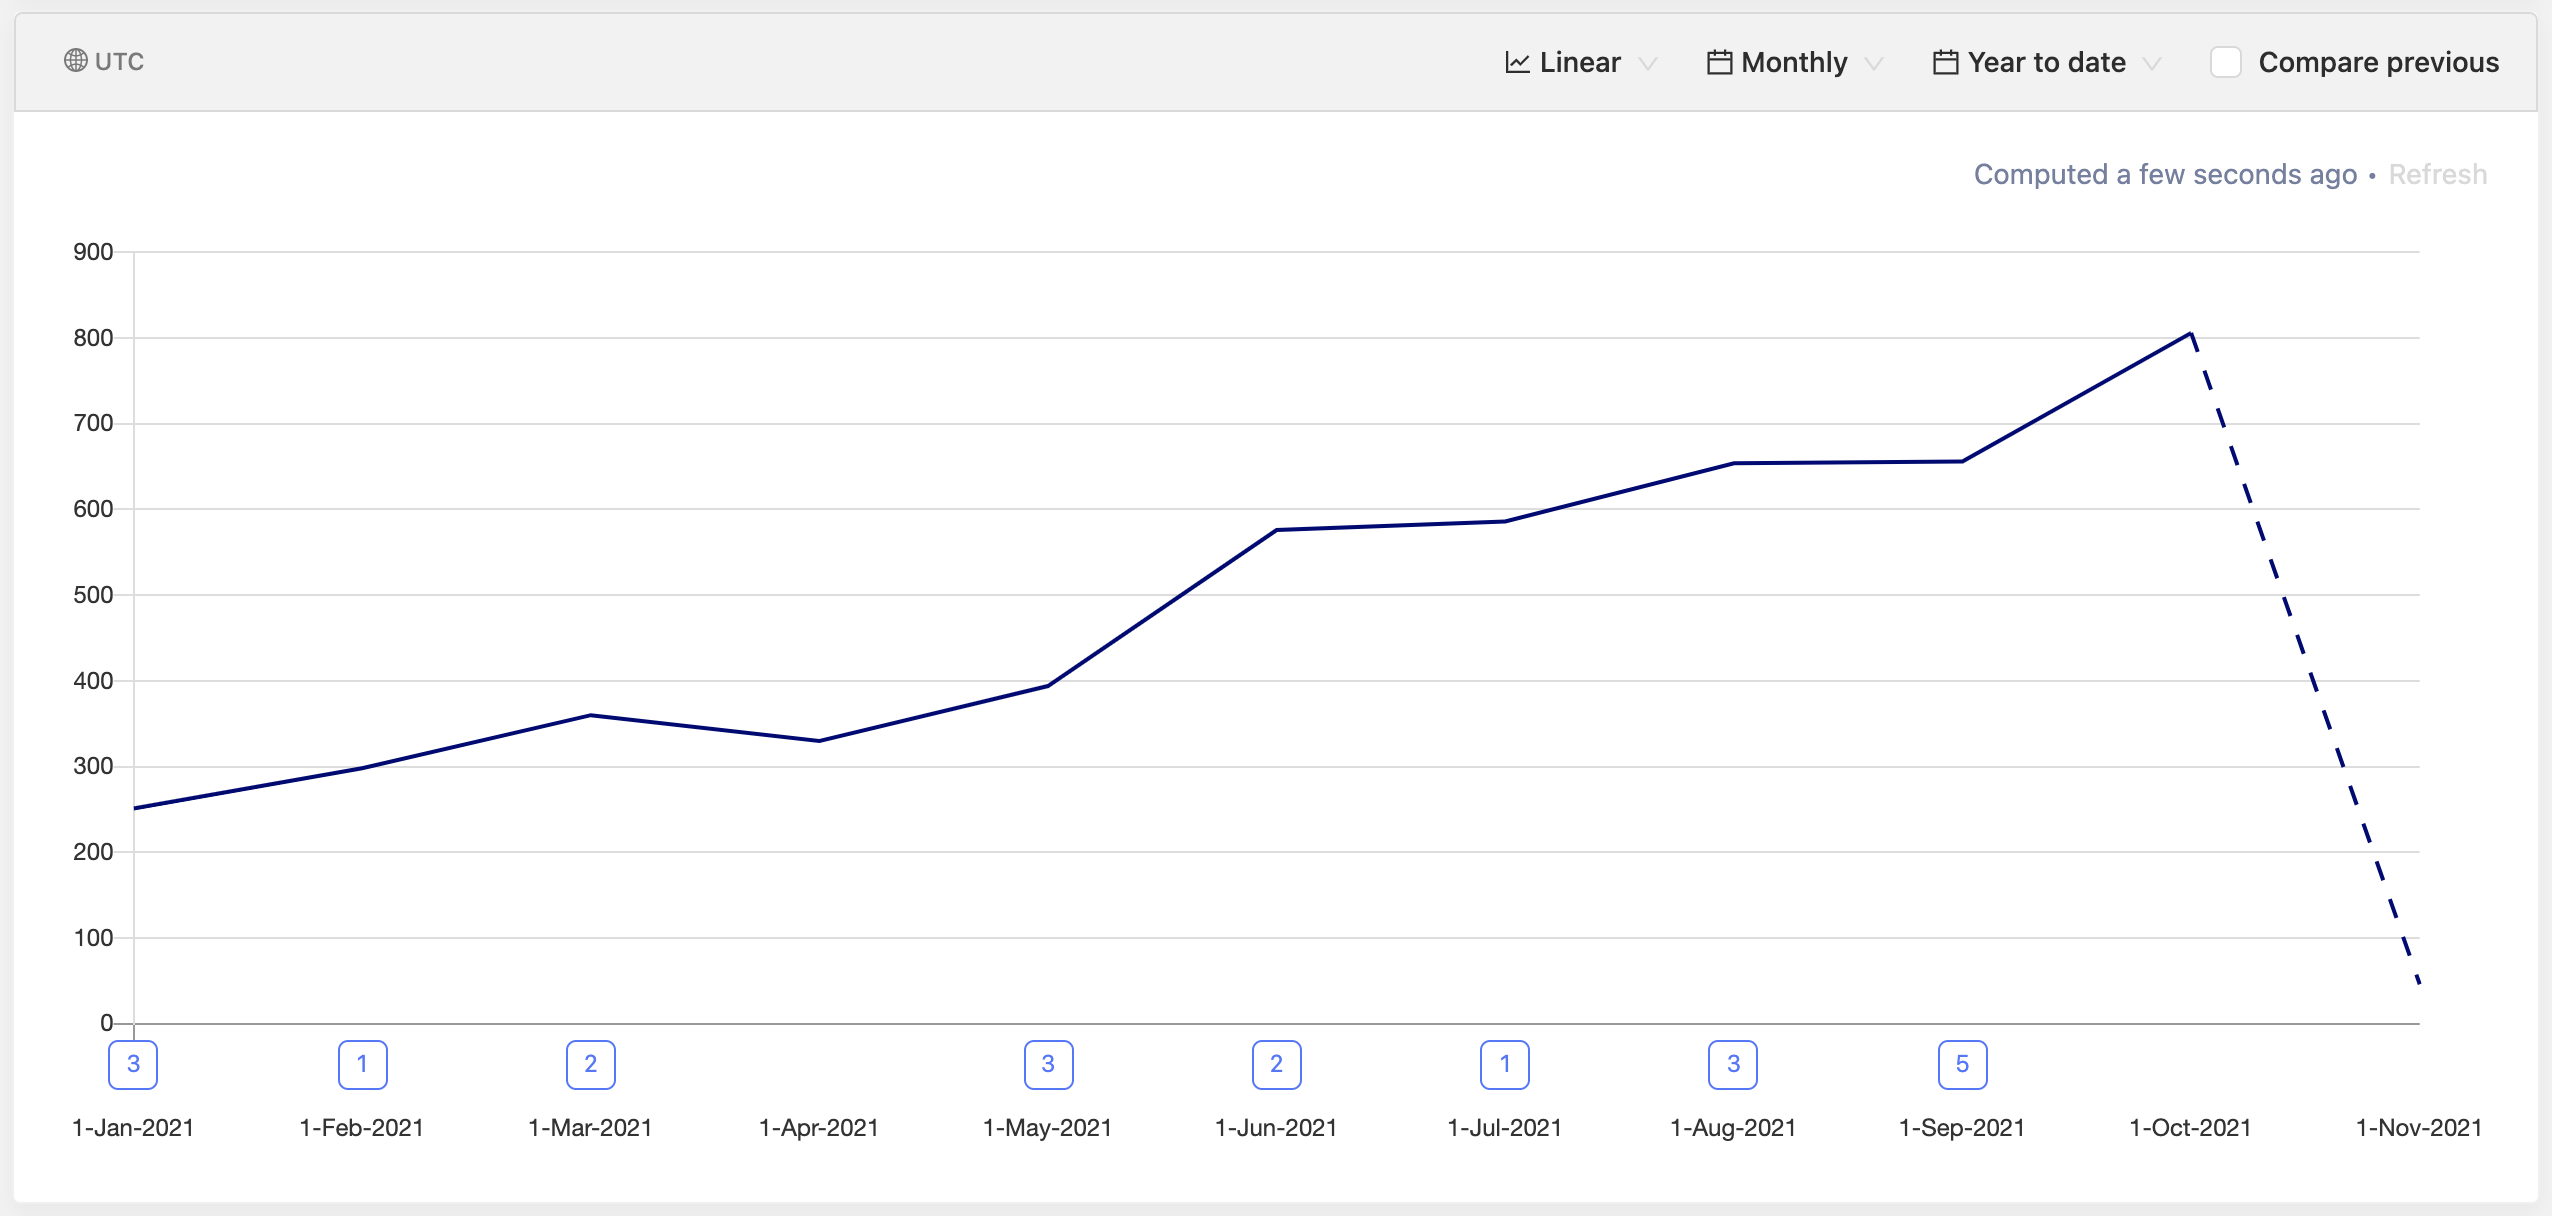 UTC Linear Monthly Year to date Compare previous
Computed a few seconds ago • Refresh
900
800
700
600
500
400
300
200
100
0
3 1 2 3 2 1 3 5
1-Jan-2021 1-Feb-2021 1-Mar-2021 1-Apr-2021 1-May-2021 1-Jun-2021 1-Jul-2021 1-Aug-2021 1-Sep-2021 1-Oct-2021 1-Nov-2021